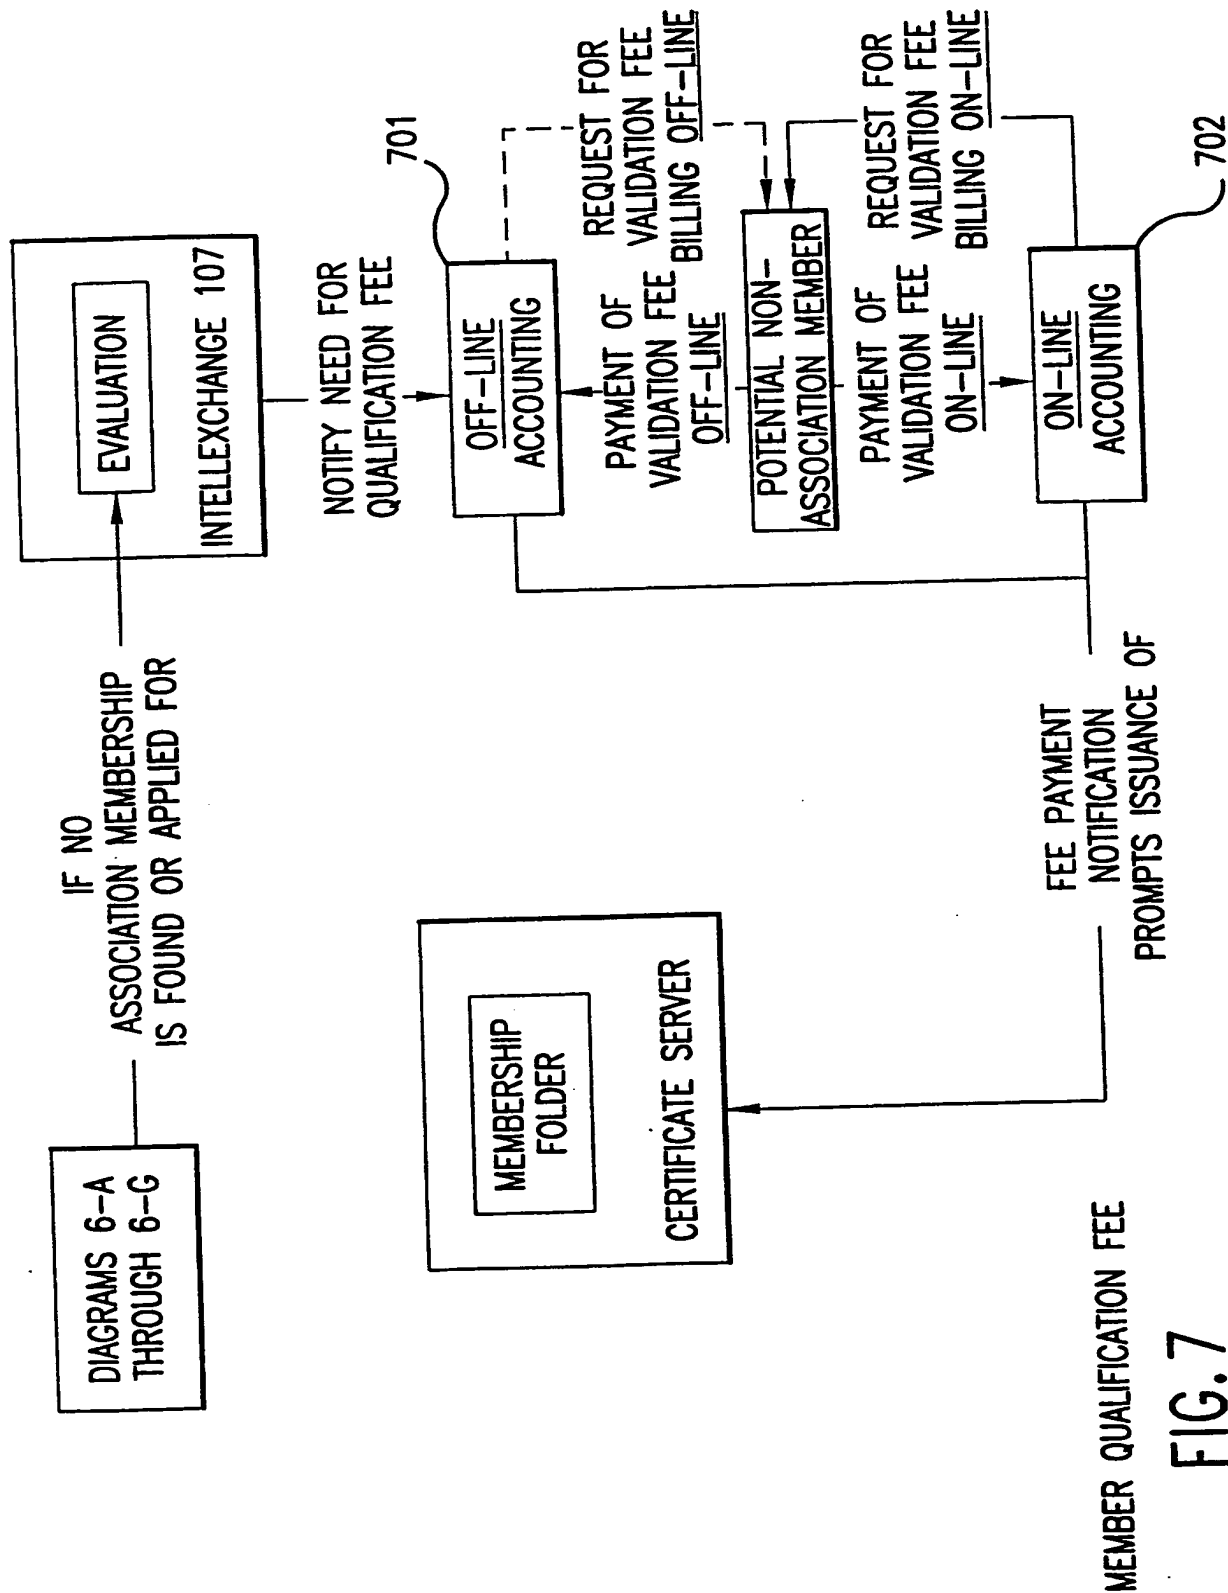 DIAGRAMS 6-A
THROUGH 6-G
IF NO
ASSOCIATION MEMBERSHIP
IS FOUND OR APPLIED FOR
EVALUATION
INTELLEXCHANGE 107
NOTIFY NEED FOR
QUALIFICATION FEE
701
OFF-LINE
ACCOUNTING
REQUEST FOR
VALIDATION FEE
BILLING OFF-LINE
PAYMENT OF
VALIDATION FEE
OFF-LINE
POTENTIAL NON-
ASSOCIATION MEMBER
REQUEST FOR
VALIDATION FEE
BILLING ON-LINE
PAYMENT OF
VALIDATION FEE
ON-LINE
ON-LINE
ACCOUNTING
702
MEMBERSHIP
FOLDER
CERTIFICATE SERVER
FEE PAYMENT
NOTIFICATION
PROMPTS ISSUANCE OF
MEMBER QUALIFICATION FEE
FIG. 7